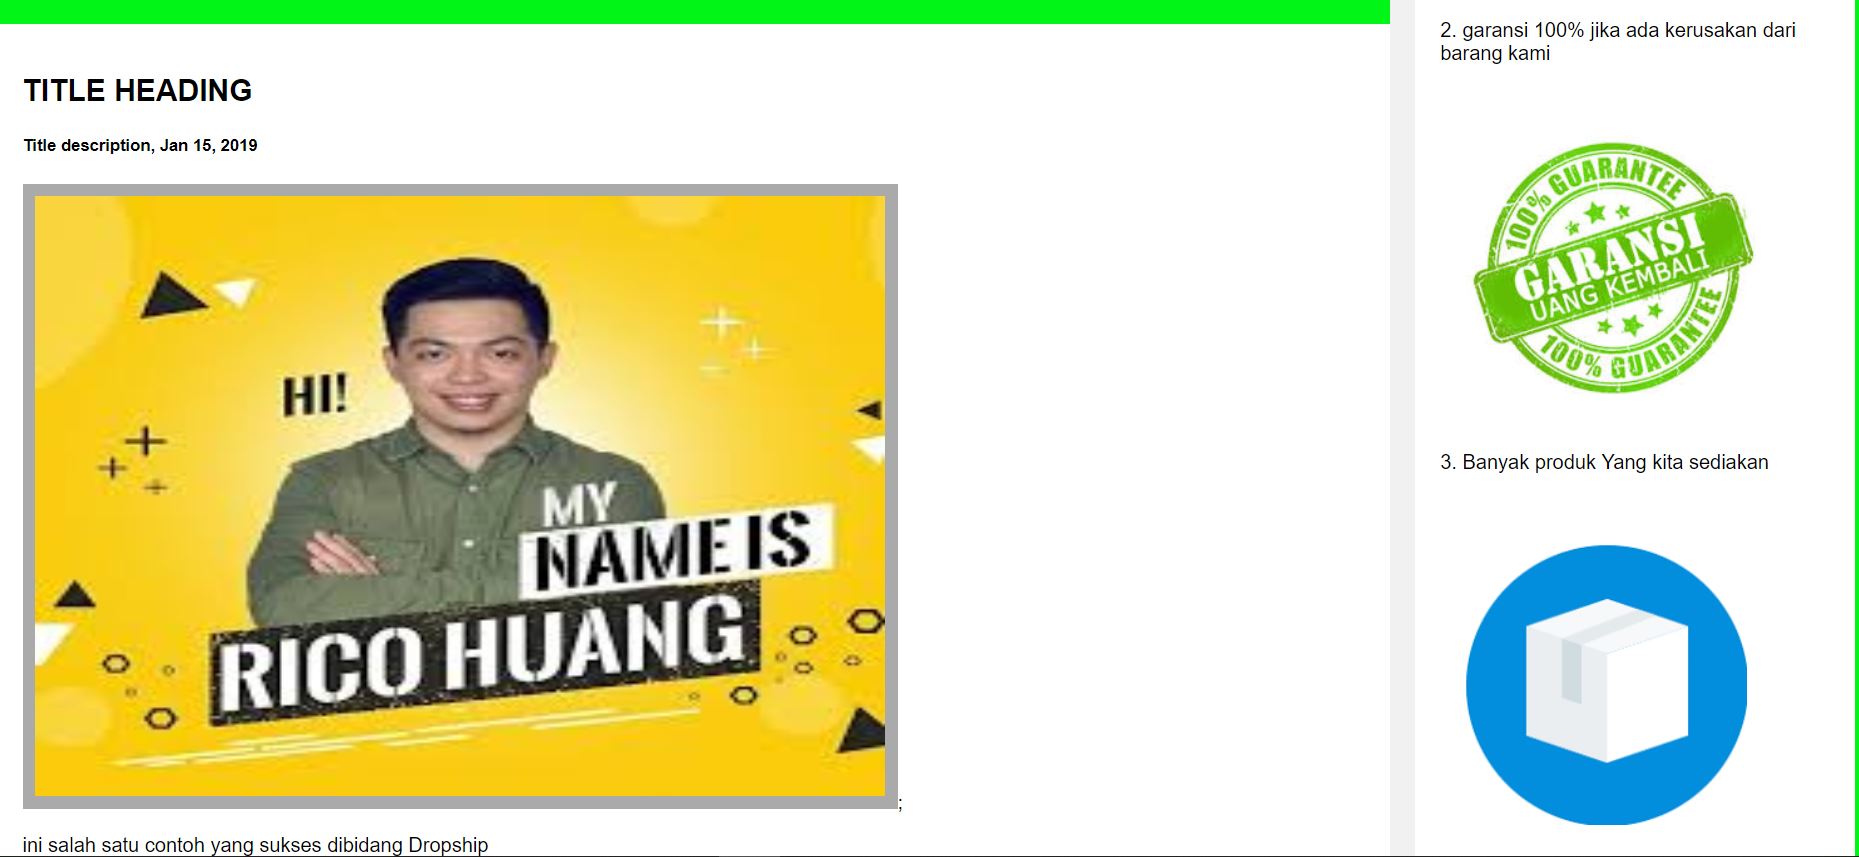 TITLE HEADING
Title description, Jan 15, 2019
HI!
MY
NAME IS
RICO HUANG
;
ini salah satu contoh yang sukses dibidang Dropship
2. garansi 100% jika ada kerusakan dari
barang kami
100% GUARANTEE
GARANSI
UANG KEMBALI
100% GUARANTEE
3. Banyak produk Yang kita sediakan